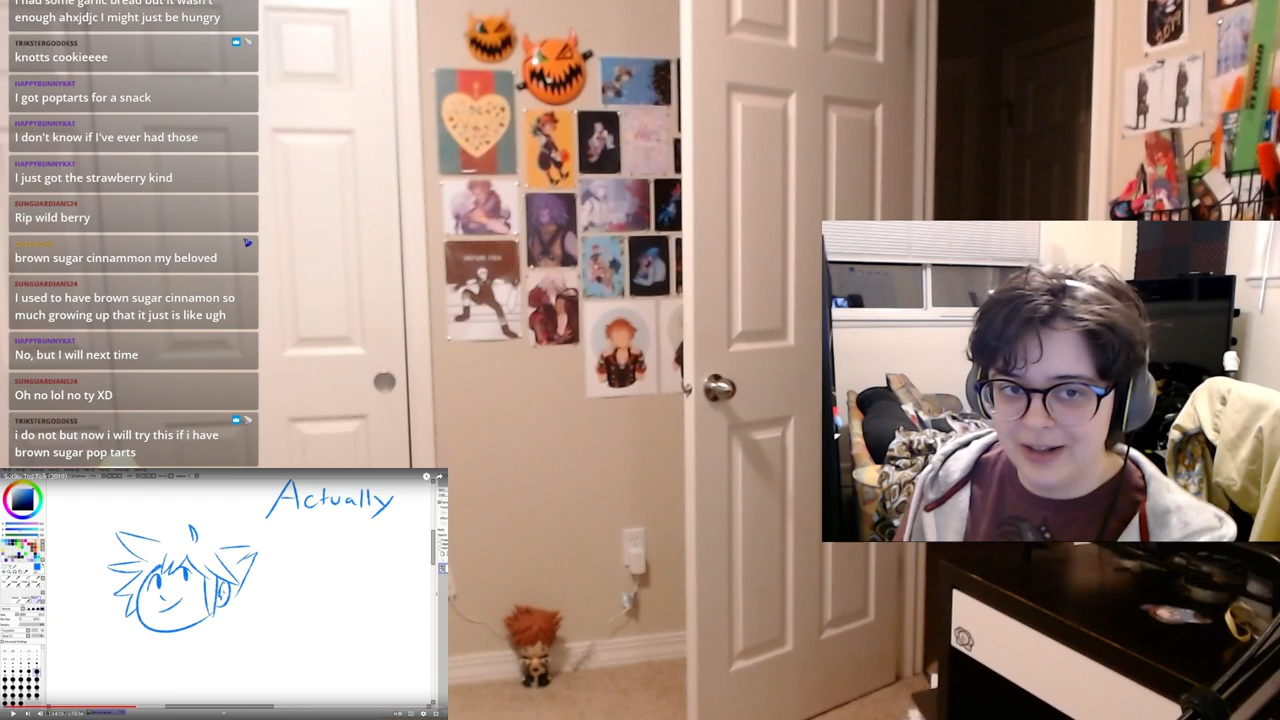 I had some garlic bread but it wasn't
enough ahxjdjc I might just be hungry
TRIKSTERGODDESS
knotts cookieeee
HAPPYBUNNYKAT
I got poptarts for a snack
HAPPYBUNNYKAT
I don't know if I've ever had those
HAPPYBUNNYKAT
I just got the strawberry kind
SUNGUARDIANS24
Rip wild berry
brown sugar cinnammon my beloved
SUNGUARDIANS24
I used to have brown sugar cinnamon so
much growing up that it just is like ugh
HAPPYBUNNYKAT
No, but I will next time
SUNGUARDIANS24
Oh no lol no ty XD
TRIKSTERGODDESS
i do not but now i will try this if i have
brown sugar pop tarts
Soriku Ted Talk (2019)
Actually